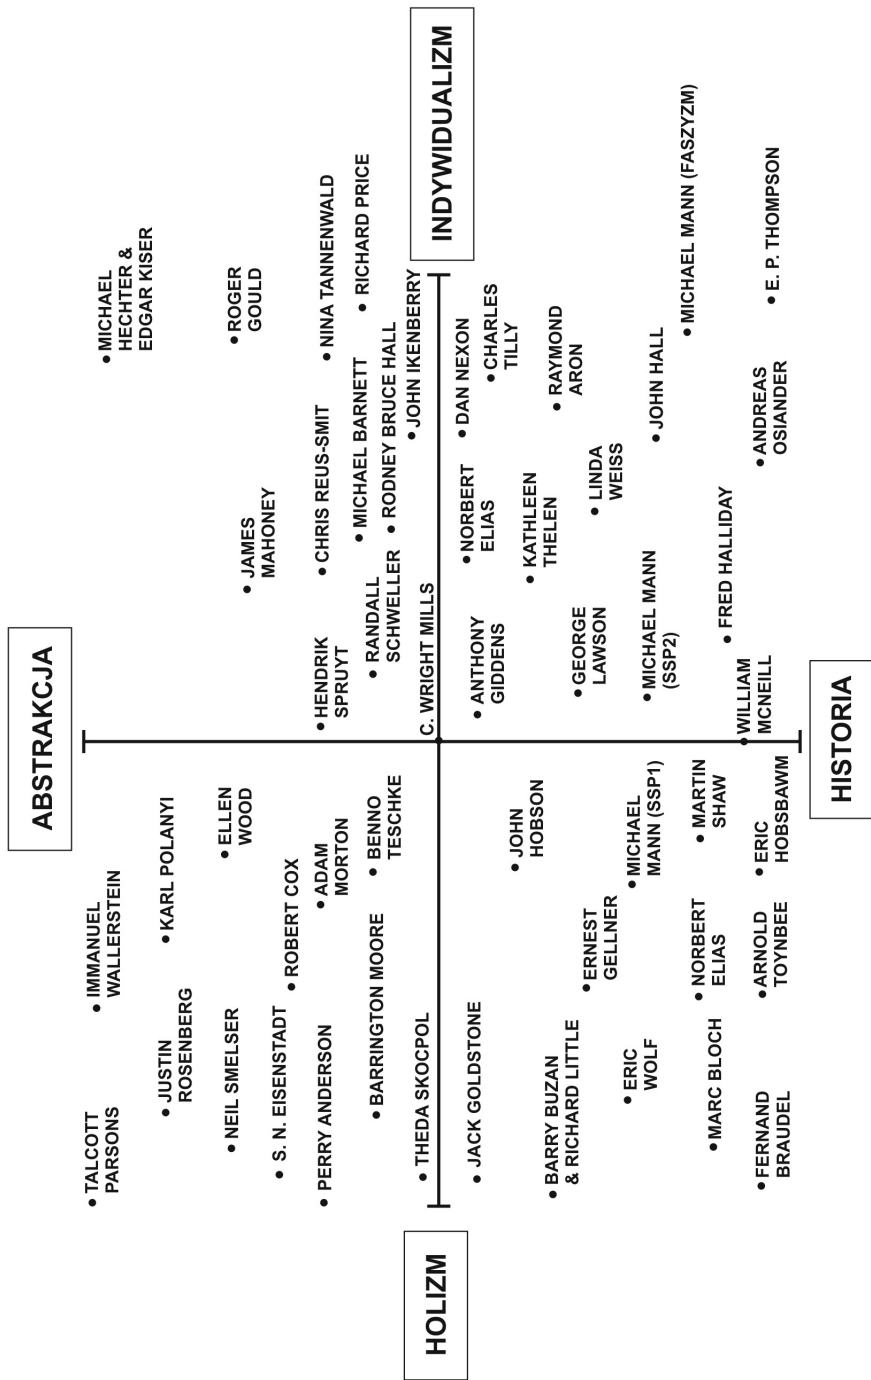 ABSTRAKCJA
TALCOTT
PARSONS
IMMANUEL
WALLERSTEIN
JUSTIN
ROSENBERG
KARL POLANYI
NEIL SMELSER
ELLEN
WOOD
S. N. EISENSTADT
ROBERT COX
PERRY ANDERSON
ADAM
MORTON
BARRINGTON MOORE
BENNO
TESCHKE
THEDA SKOCPOL
MICHAEL
HECHTER &
EDGAR KISER
ROGER
GOULD
JAMES
MAHONEY
HENDRIK
SPRUYT
CHRIS REUS-SMIT
NINA TANNENWALD
MICHAEL BARNETT
RICHARD PRICE
RANDALL
SCHWELLER
RODNEY BRUCE HALL
JOHN IKENBERRY
C. WRIGHT MILLS
HOLIZM
INDYWIDUALIZM
JACK GOLDSTONE
JOHN
HOBSON
BARRY BUZAN
& RICHARD LITTLE
ERNEST
GELLNER
ERIC
WOLF
MICHAEL
MANN (SSP1)
MARC BLOCH
NORBERT
ELIAS
MARTIN
SHAW
FERNAND
BRAUDEL
ARNOLD
TOYNBEE
ERIC
HOBSBAWM
ANTHONY
GIDDENS
NORBERT
ELIAS
DAN NEXON
CHARLES
TILLY
KATHLEEN
THELEN
RAYMOND
ARON
GEORGE
LAWSON
LINDA
WEISS
MICHAEL MANN
(SSP2)
JOHN HALL
MICHAEL MANN (FASZYZM)
FRED HALLIDAY
WILLIAM
MCNEILL
ANDREAS
OSIANDER
E. P. THOMPSON
HISTORIA